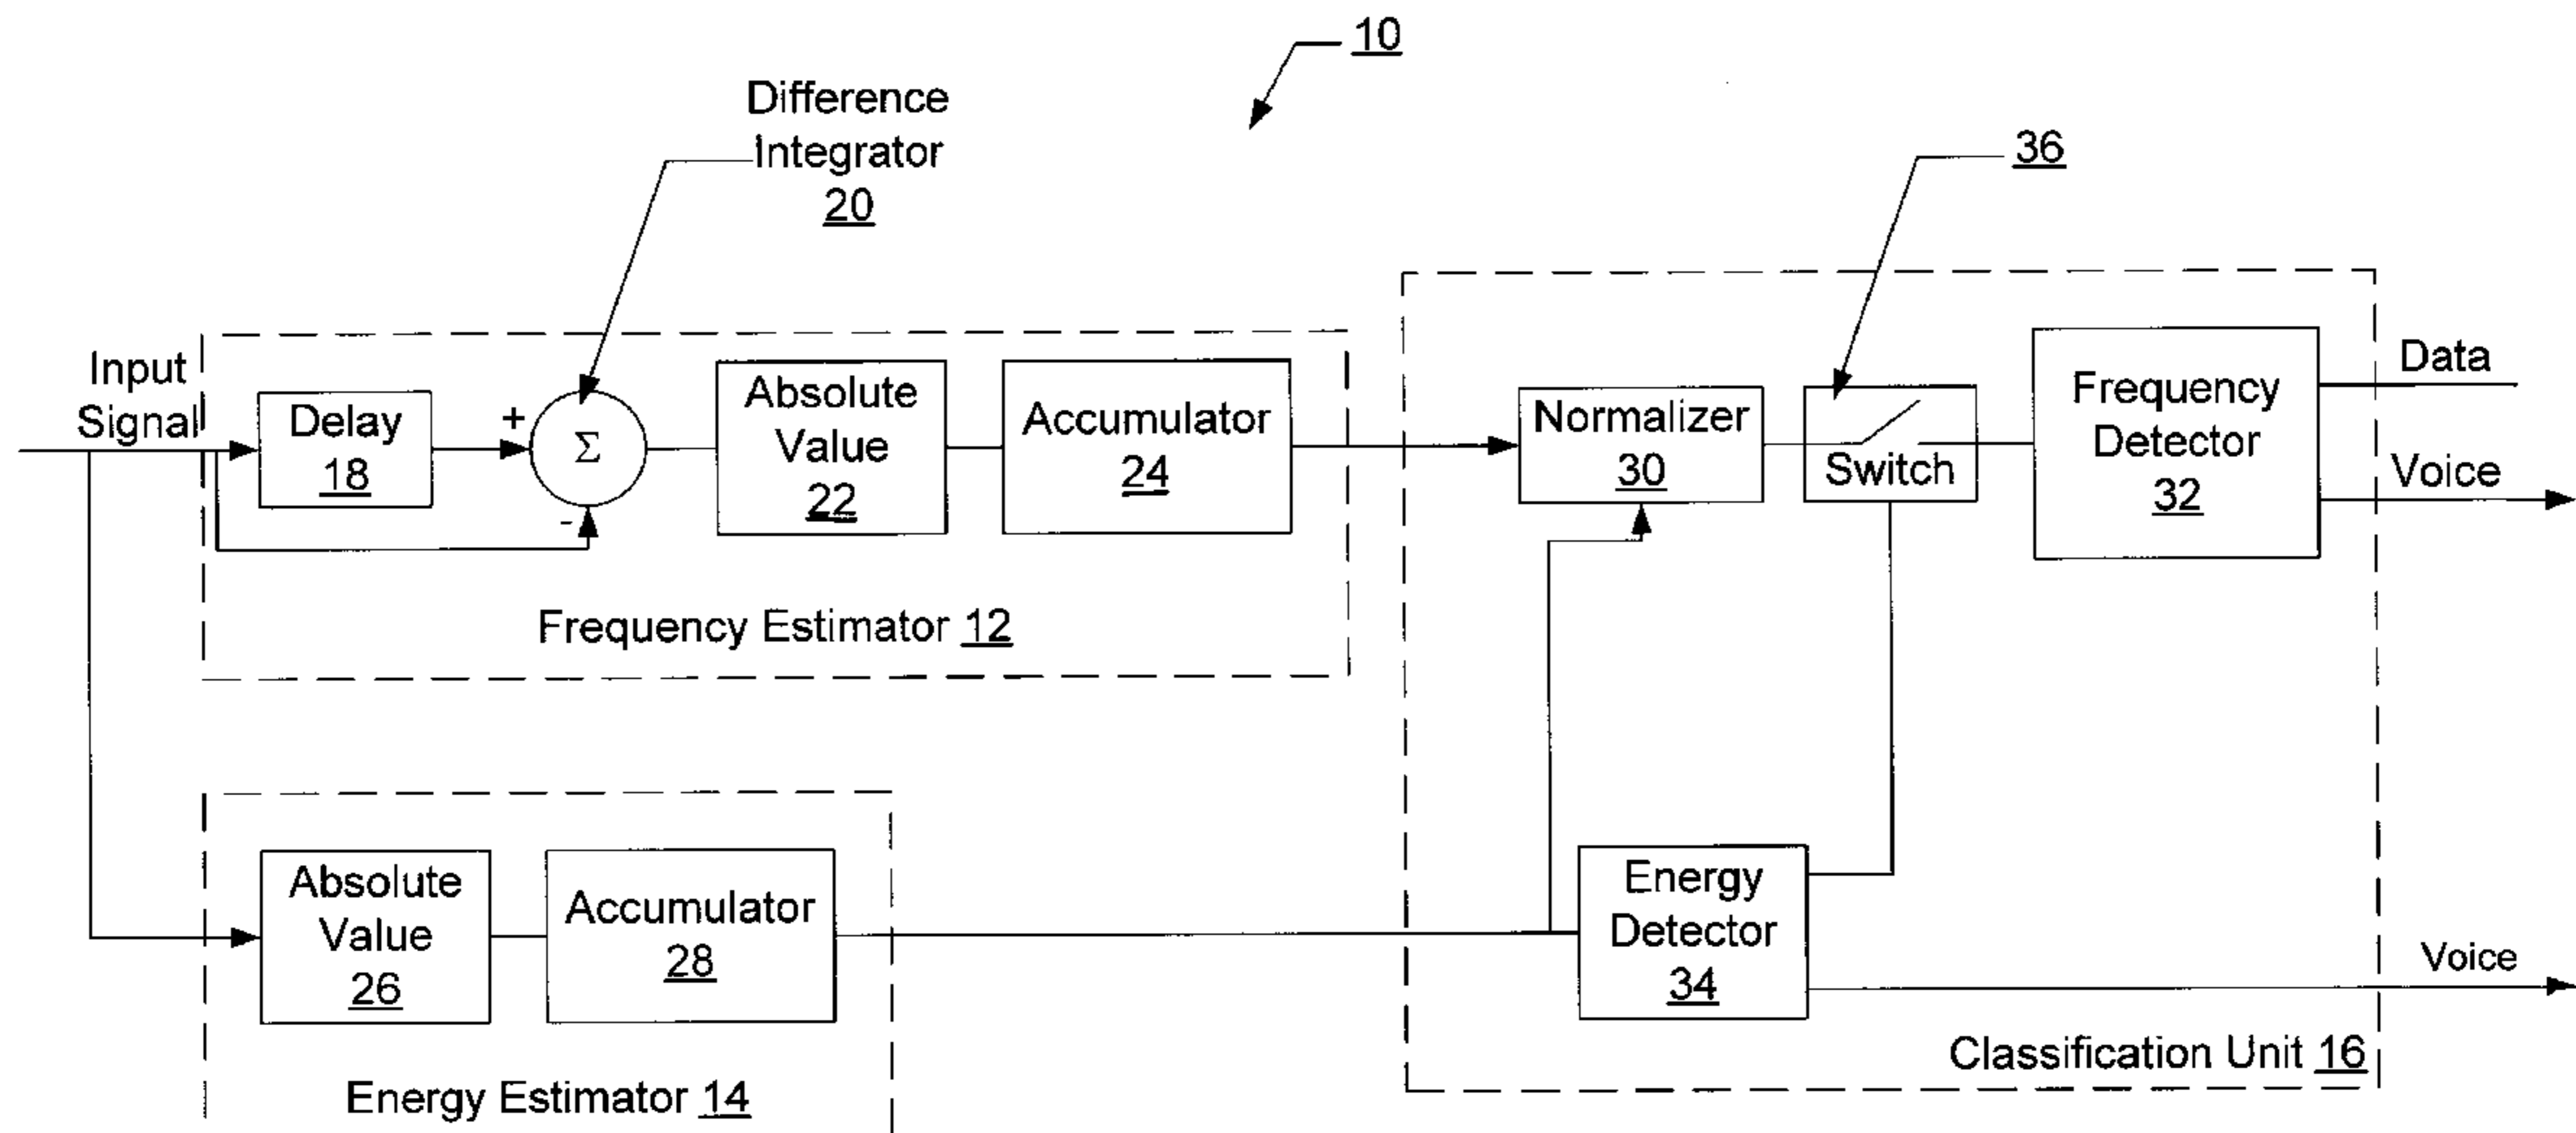 10
Difference
Integrator
20
36
Input
Signal
Delay
18
+
Σ
-
Absolute
Value
22
Accumulator
24
Frequency Estimator 12
Normalizer
30
Switch
Frequency
Detector
32
Data
Voice
Absolute
Value
26
Accumulator
28
Energy Estimator 14
Energy
Detector
34
Voice
Classification Unit 16